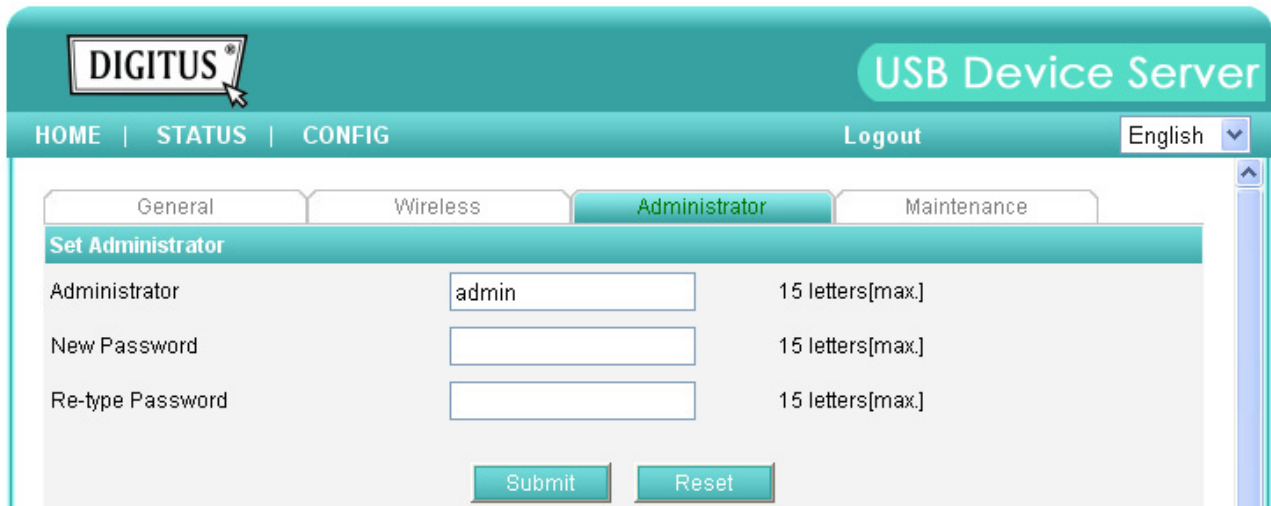 DIGITUS®
USB Device Server
HOME | STATUS | CONFIG Logout English
General Wireless Administrator Maintenance
Set Administrator
Administrator admin 15 letters[max.]
New Password 15 letters[max.]
Re-type Password 15 letters[max.]
Submit Reset